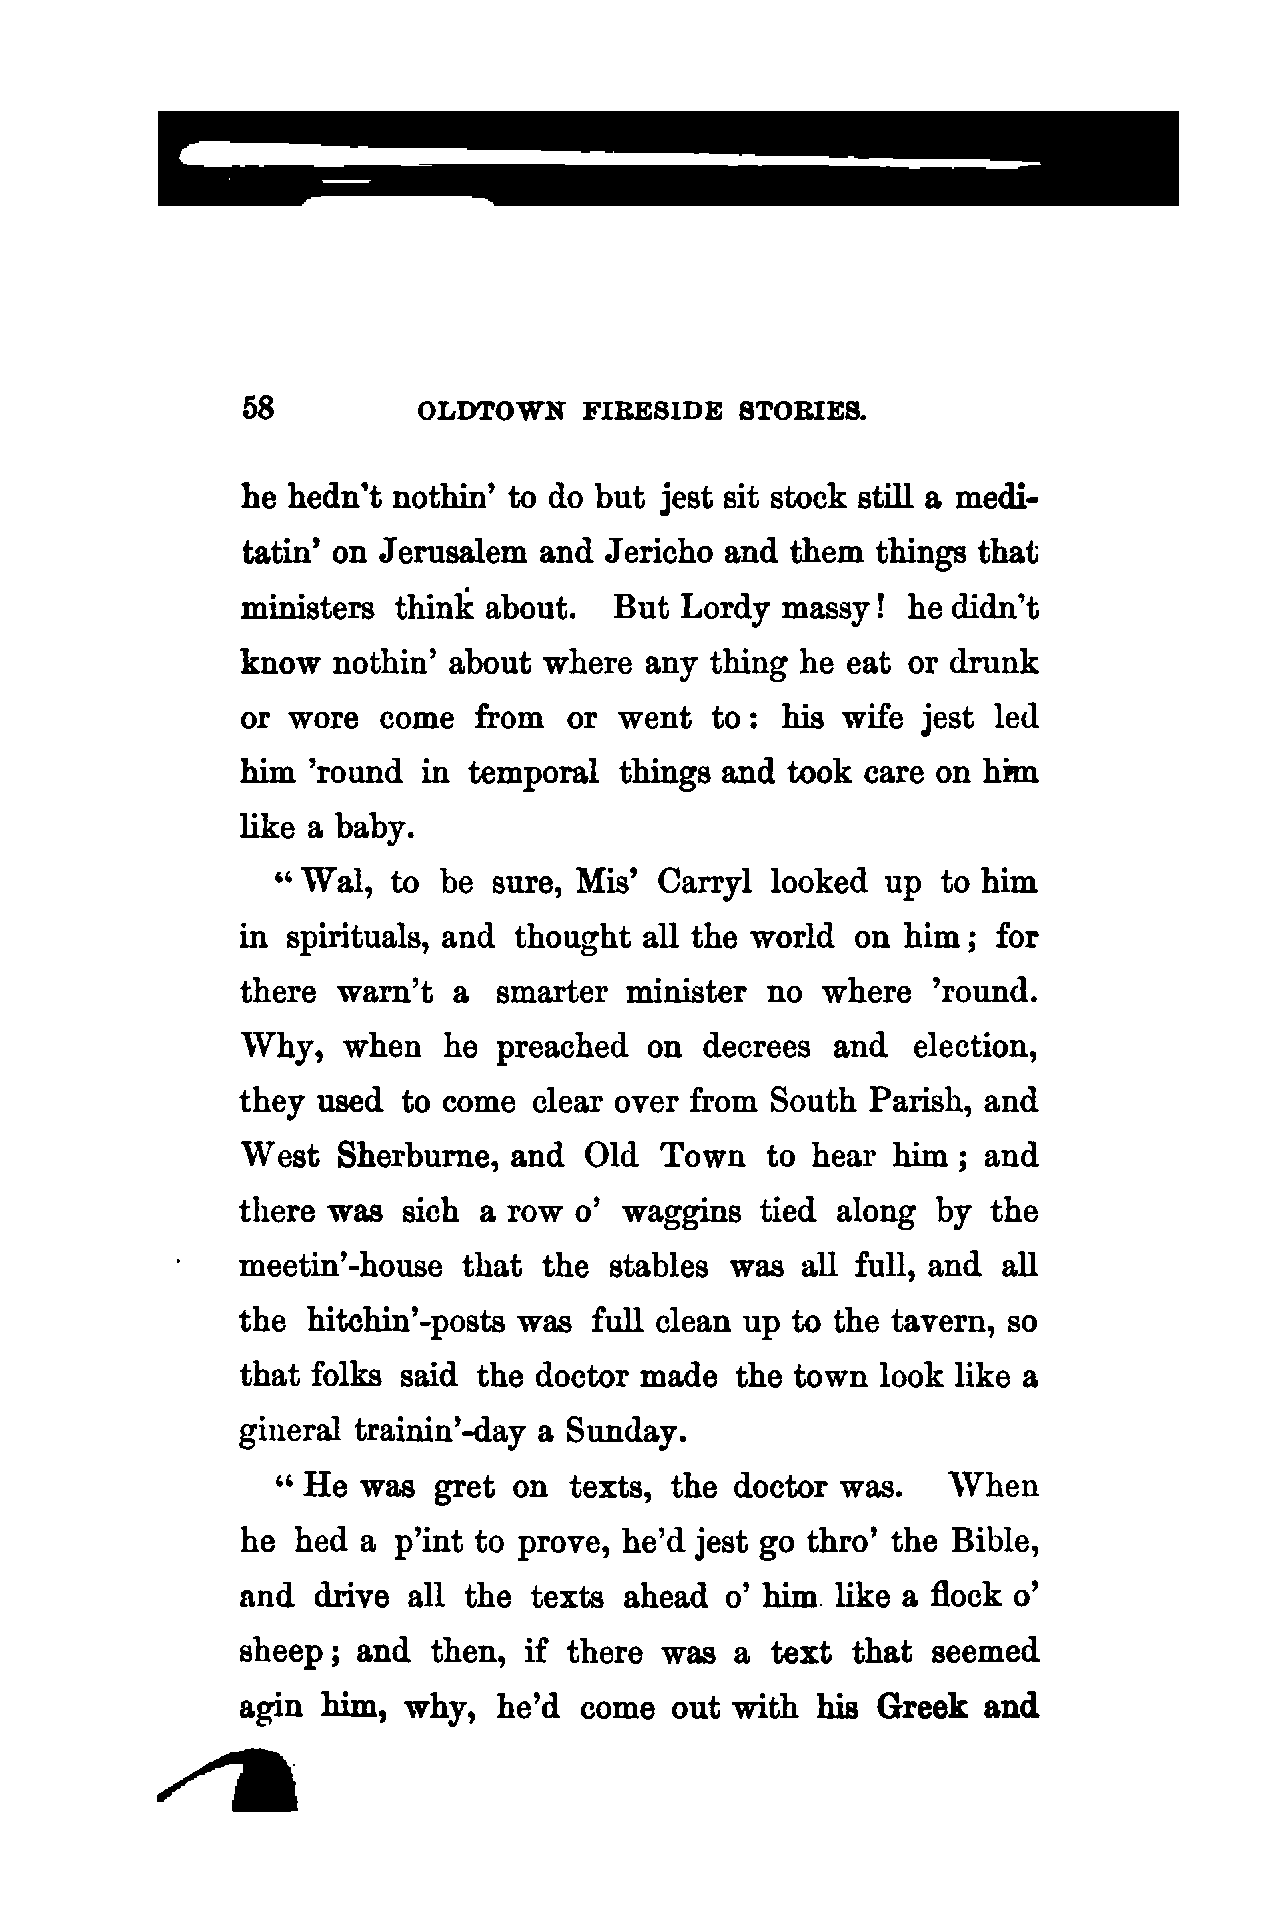 58 OLDTOWN FIRESIDE STORIES.
he hedn't nothin' to do but jest sit stock still a medi-
tatin' on Jerusalem and Jericho and them things that
ministers think about. But Lordy massy! he didn't
know nothin' about where any thing he eat or drunk
or wore come from or went to: his wife jest led
him 'round in temporal things and took care on him
like a baby.
"Wal, to be sure, Mis' Carryl looked up to him
in spirituals, and thought all the world on him; for
there warn't a smarter minister no where 'round.
Why, when he preached on decrees and election,
they used to come clear over from South Parish, and
West Sherburne, and Old Town to hear him; and
there was sich a row o' waggins tied along by the
meetin'-house that the stables was all full, and all
the hitchin'-posts was full clean up to the tavern, so
that folks said the doctor made the town look like a
gineral trainin'-day a Sunday.
"He was gret on texts, the doctor was. When
he hed a p'int to prove, he'd jest go thro' the Bible,
and drive all the texts ahead o' him like a flock o'
sheep; and then, if there was a text that seemed
agin him, why, he'd come out with his Greek and